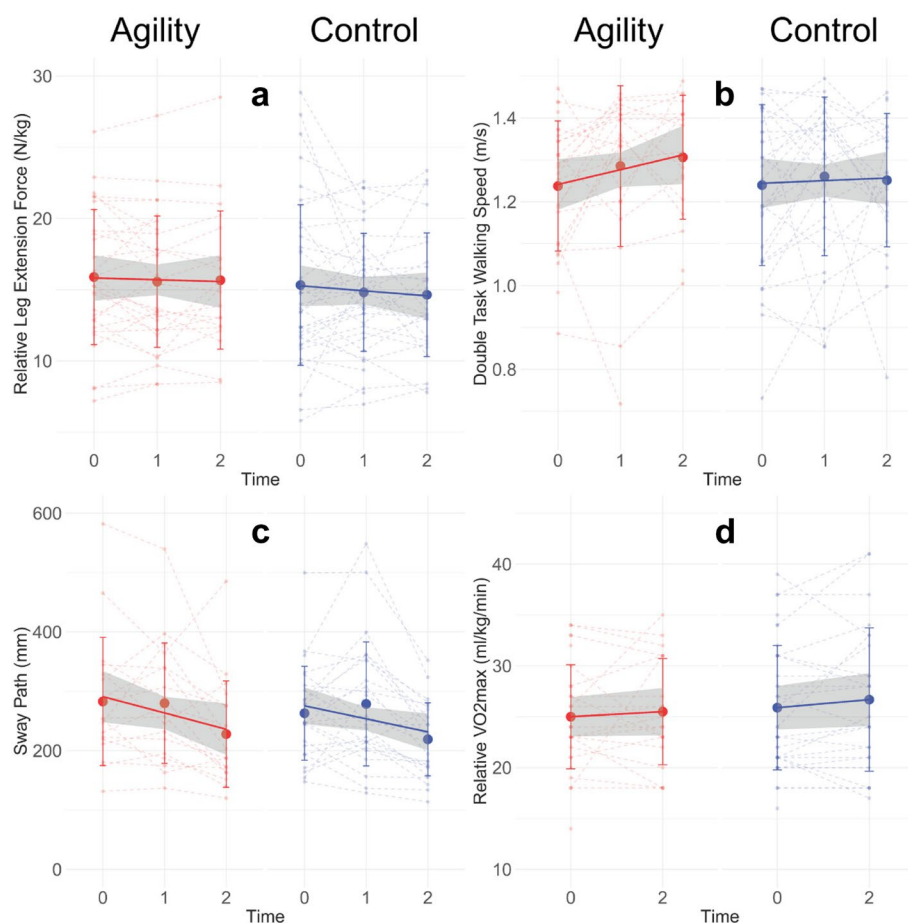 Agility Control Agility Control
a
b
Relative Leg Extension Force (N/kg)
30
20
10
0 1 2 0 1 2
Time
Double Task Walking Speed (m/s)
1.4
1.2
1.0
0.8
0 1 2 0 1 2
Time
c
d
Sway Path (mm)
600
400
200
0
0 1 2 0 1 2
Time
Relative VO2max (ml/kg/min)
40
30
20
10
0 2 0 2
Time